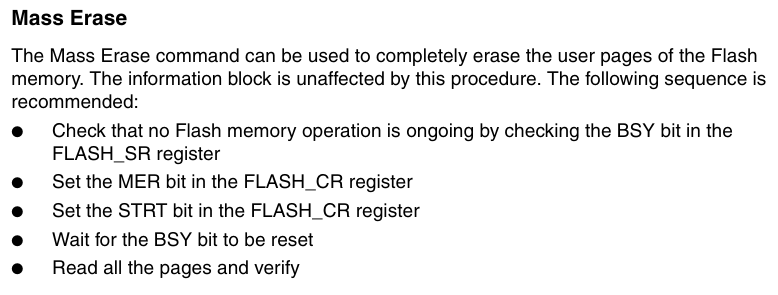 Mass Erase
The Mass Erase command can be used to completely erase the user pages of the Flash
memory. The information block is unaffected by this procedure. The following sequence is
recommended:
● Check that no Flash memory operation is ongoing by checking the BSY bit in the
FLASH_SR register
● Set the MER bit in the FLASH_CR register
● Set the STRT bit in the FLASH_CR register
● Wait for the BSY bit to be reset
● Read all the pages and verify